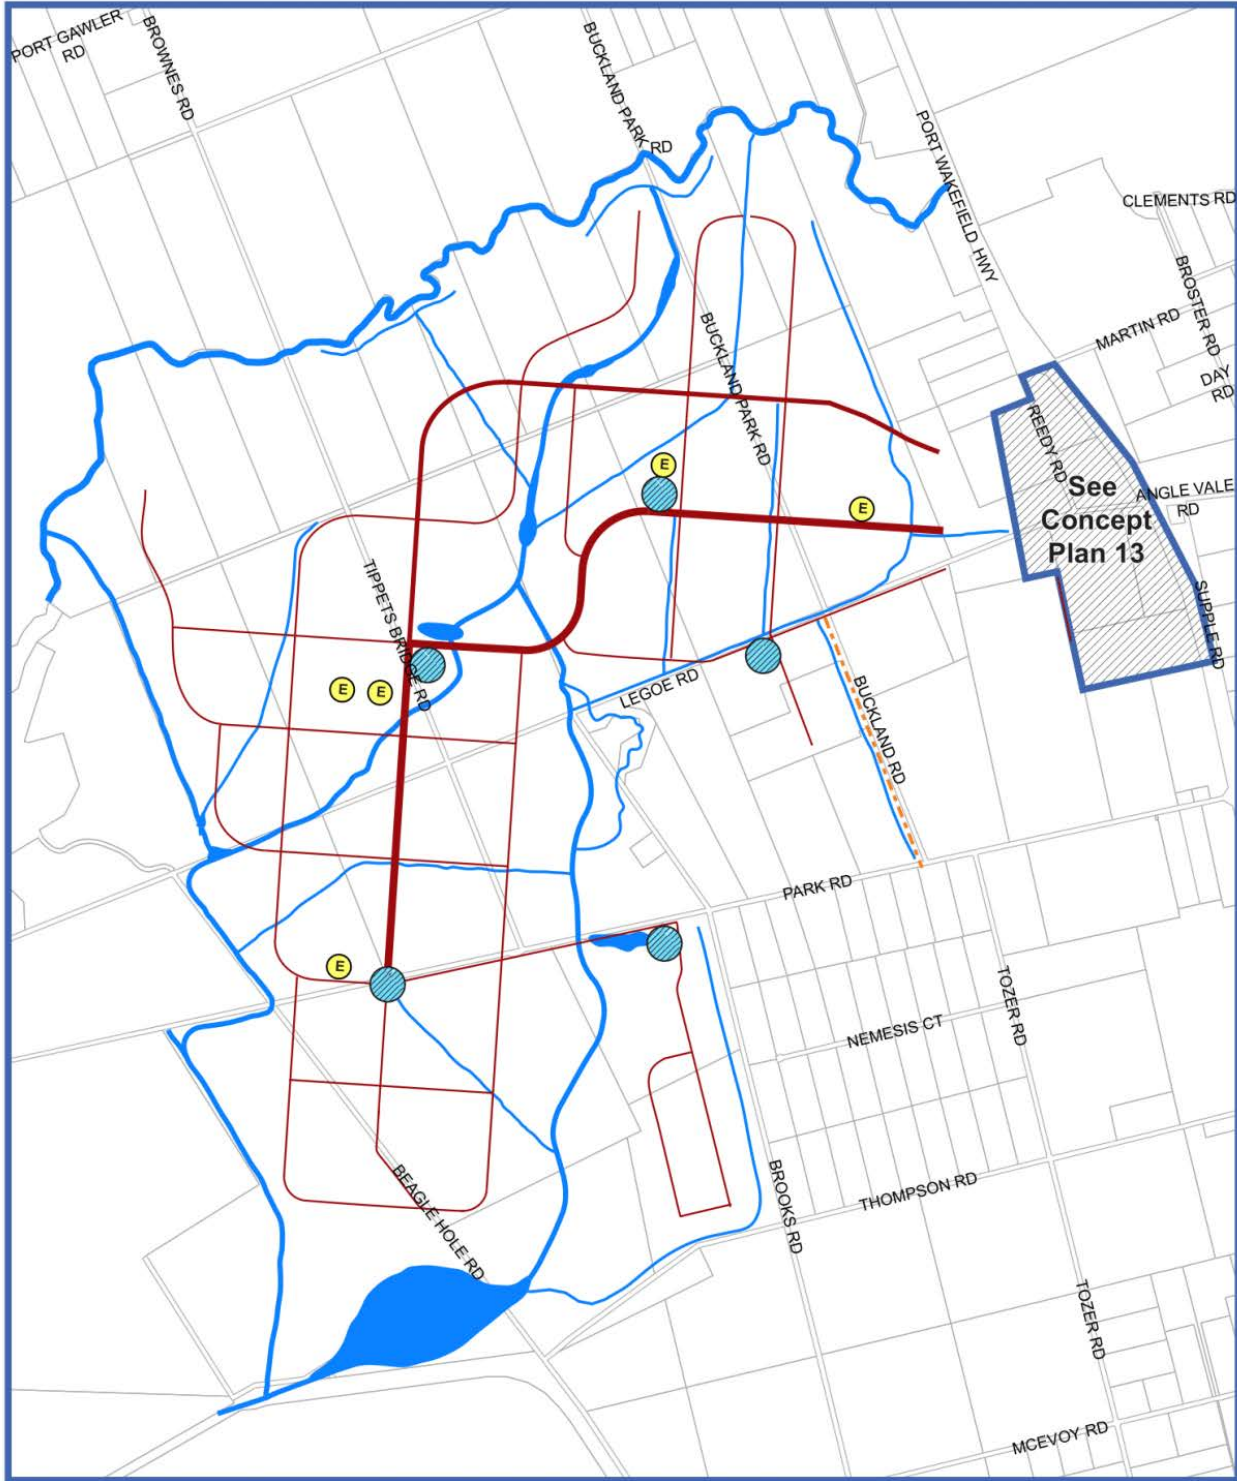 PORT GAWLER
RD
BROWNES RD
BUCKLAND PARK RD
PORT WAKEFIELD HWY
CLEMENTS RD
BROSTER RD
MARTIN RD
DAY
RD
BUCKLAND PARK RD
REEDY RD
E
E
See
Concept
Plan 13
ANGLE VALE
RD
TIPPETS BRIDGE RD
SUPPLE RD
E
E
LEGOE RD
BUCKLAND RD
PARK RD
E
TOZER RD
NEMESIS CT
BEAGLE HOLE RD
BROOKS RD
THOMPSON RD
TOZER RD
MCEVOY RD